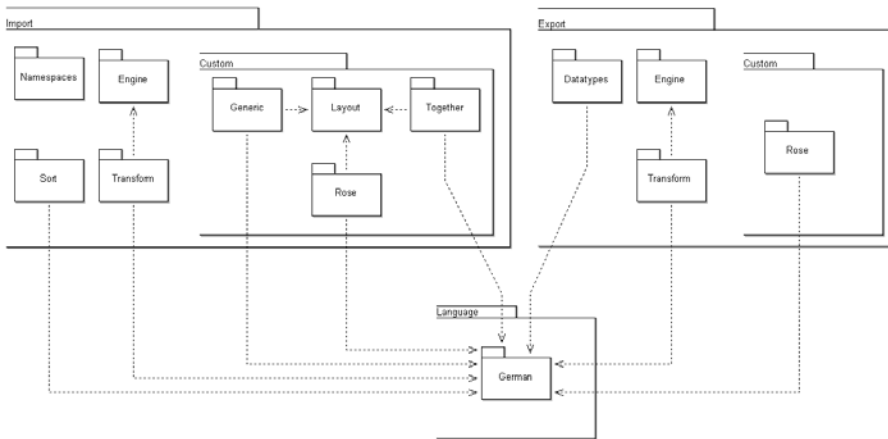 Import
Namespaces
Engine
Custom
Generic
Layout
Together
Sort
Transform
Rose
Export
Datatypes
Engine
Custom
Transform
Rose
Language
German